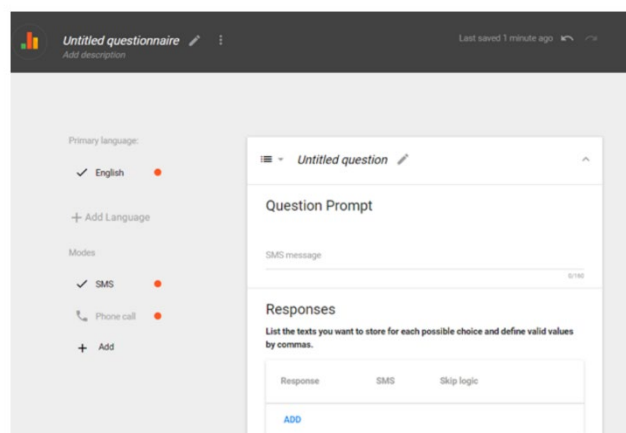 Untitled questionnaire
Last saved 1 minute ago
Add description
Primary language:
English
+ Add Language
Modes
SMS
Phone call
+ Add
Untitled question
Question Prompt
SMS message
Responses
List the texts you want to store for each possible choice and define valid values
by commas.
Response SMS Skip logic
ADD